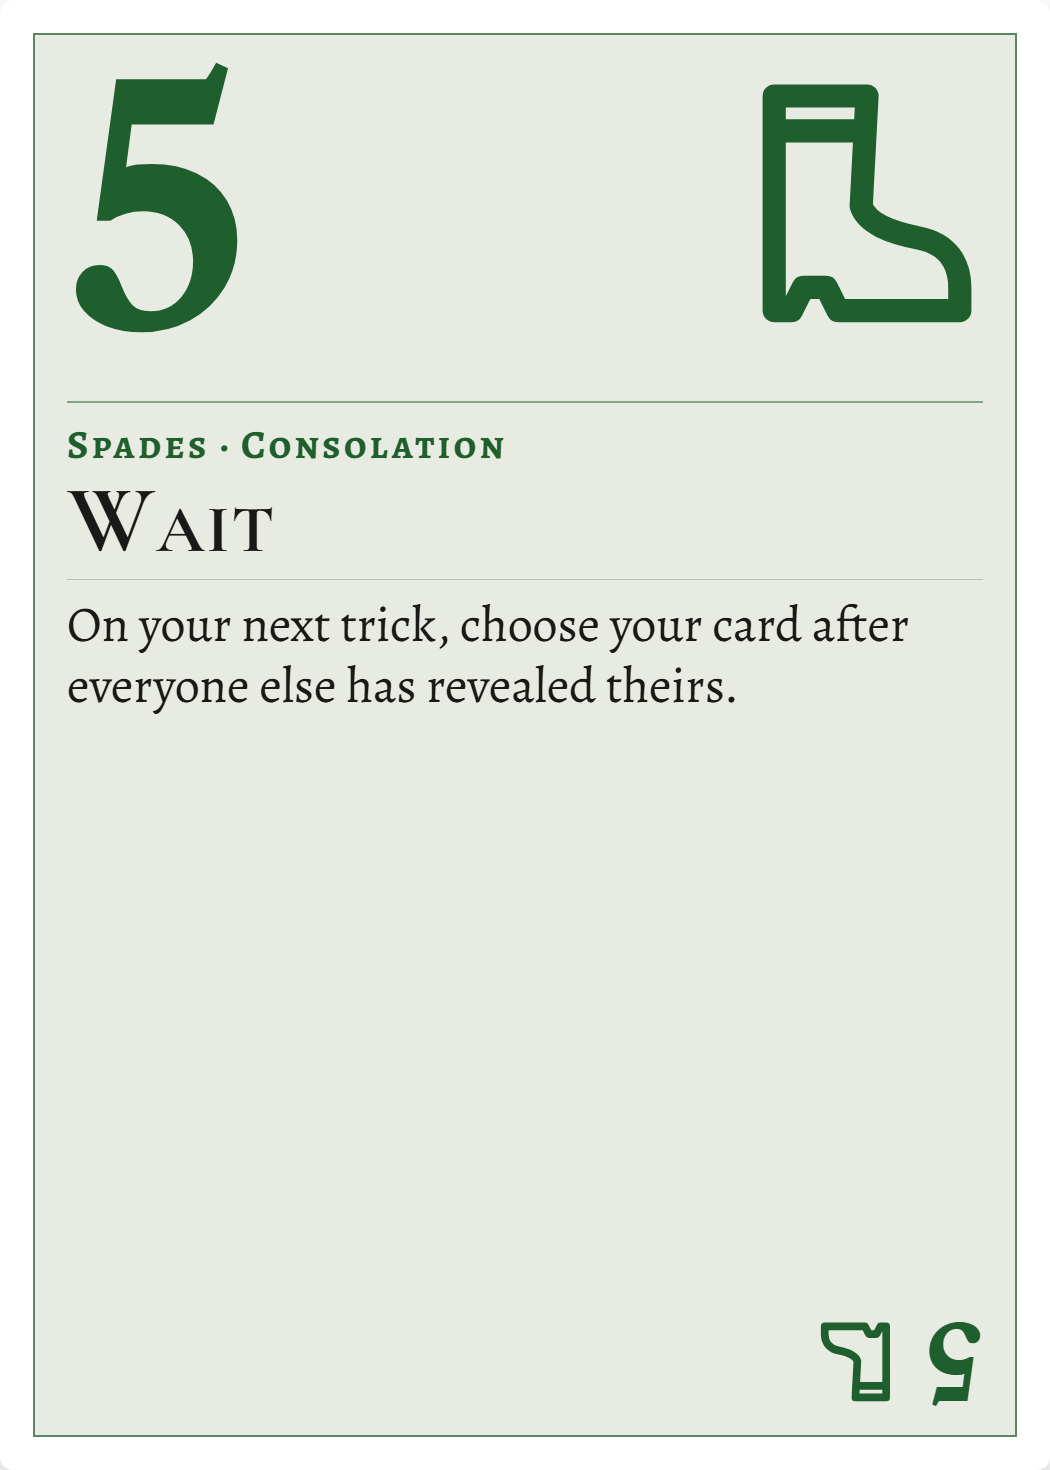 5
Spades · Consolation
Wait
On your next trick, choose your card after
everyone else has revealed theirs.
5